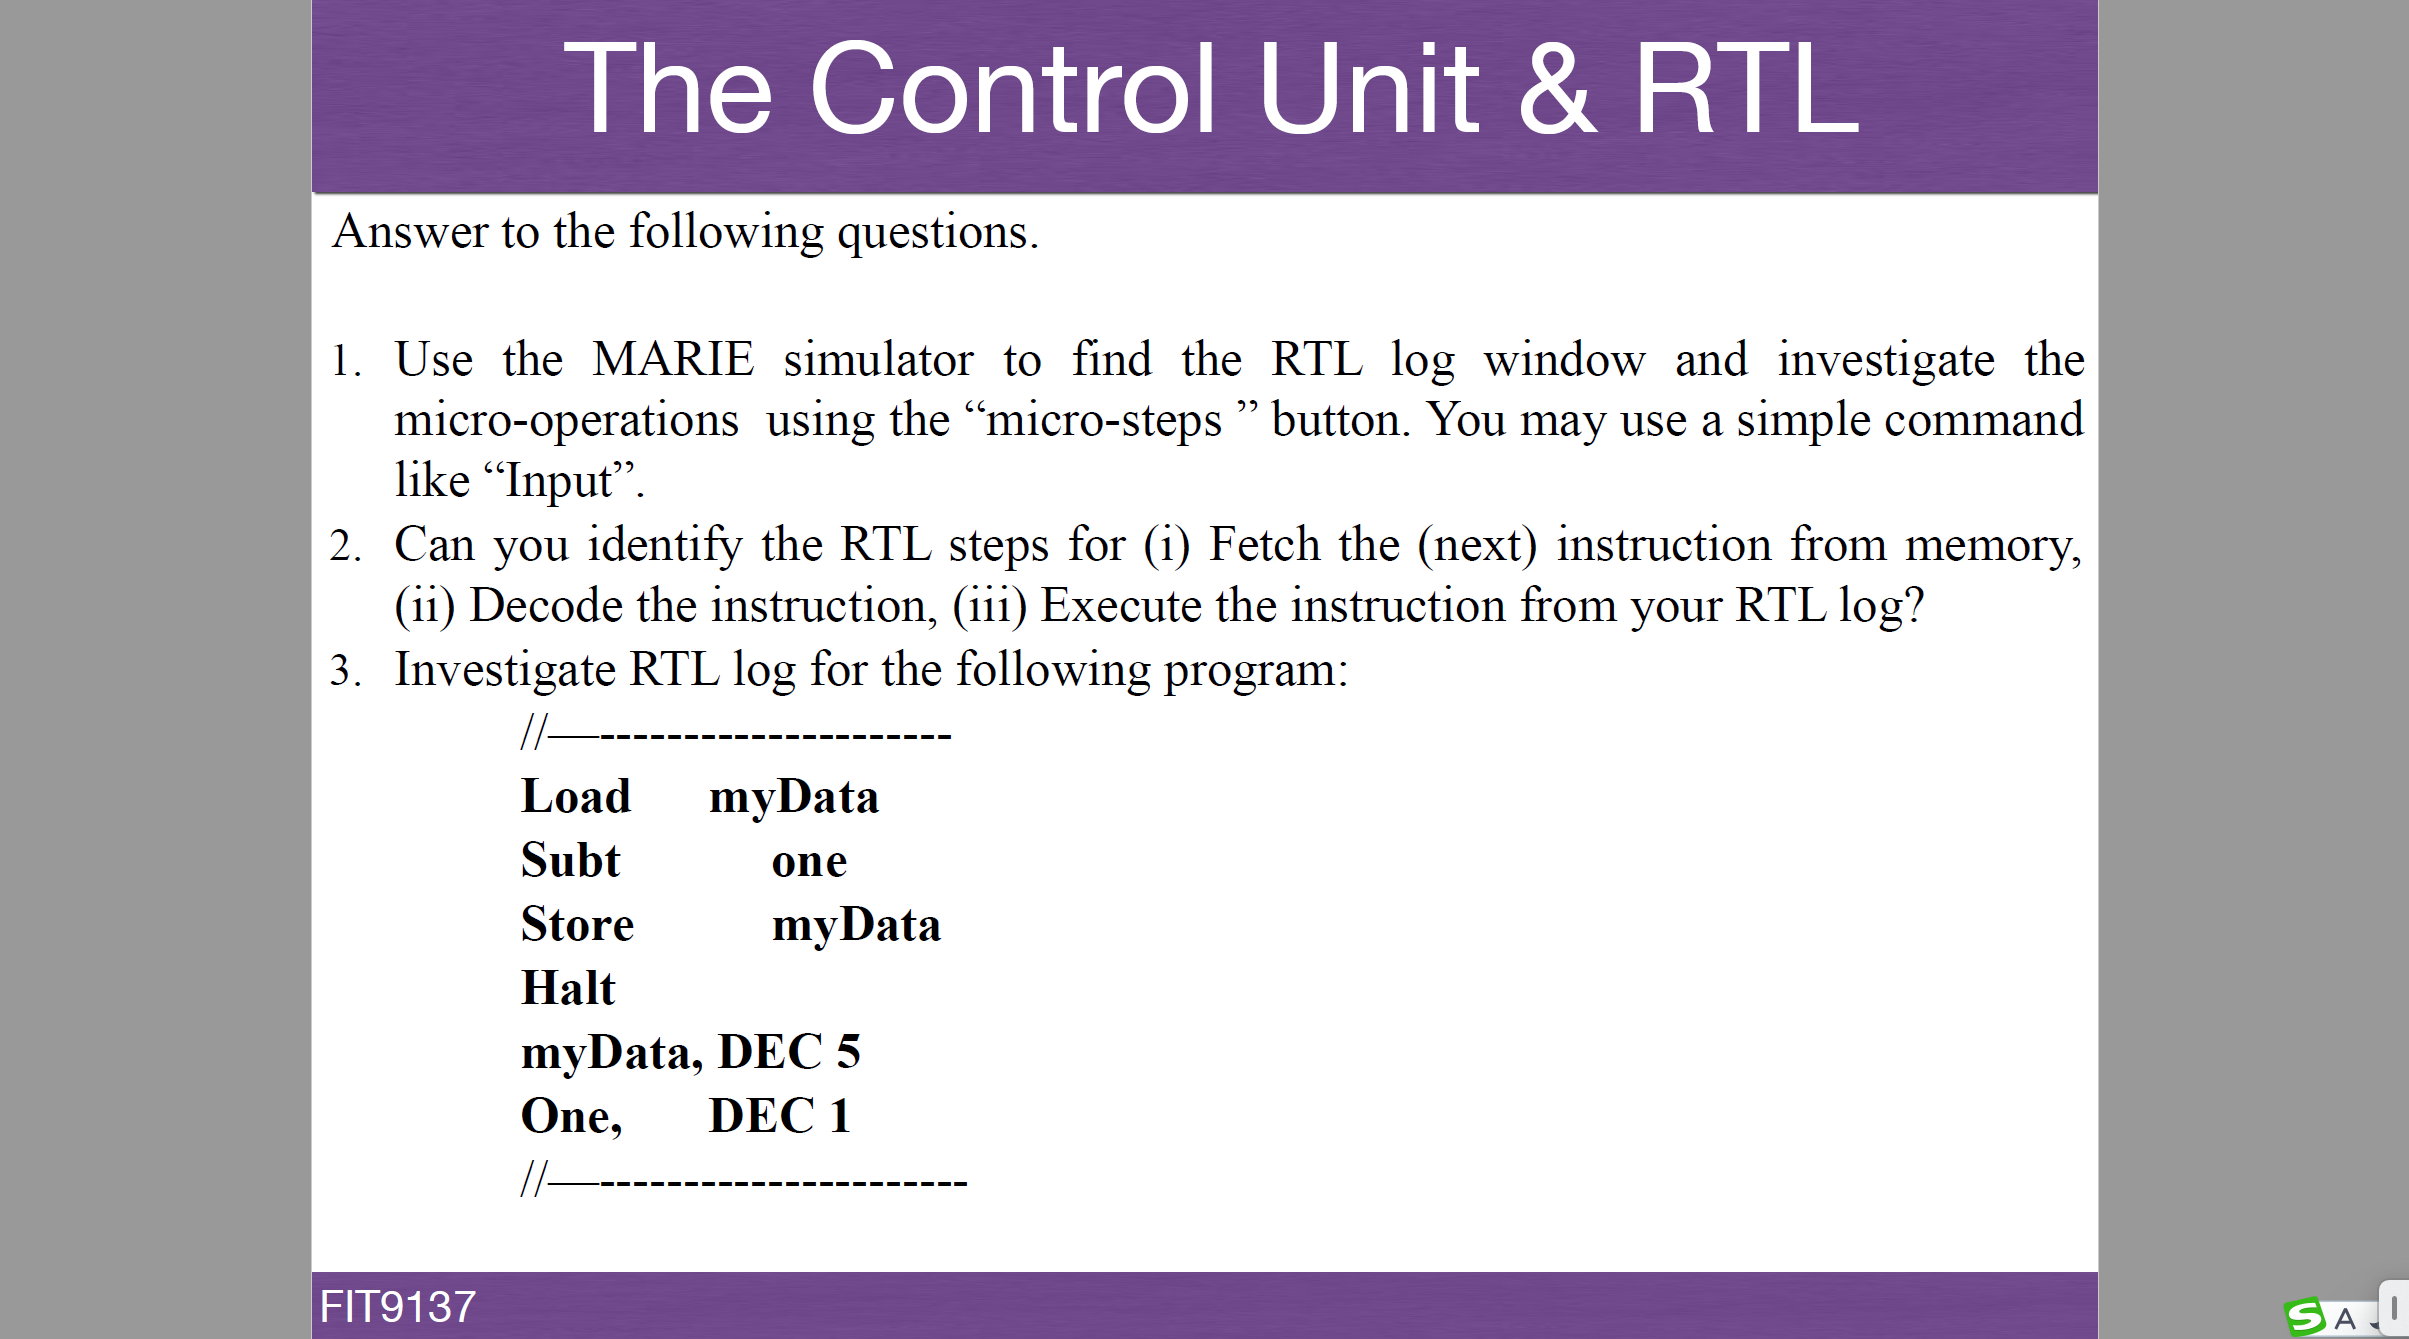 The Control Unit & RTL
Answer to the following questions.
1. Use the MARIE simulator to find the RTL log window and investigate the
micro-operations using the “micro-steps ” button. You may use a simple command
like “Input”.
2. Can you identify the RTL steps for (i) Fetch the (next) instruction from memory,
(ii) Decode the instruction, (iii) Execute the instruction from your RTL log?
3. Investigate RTL log for the following program:
//—---------------------
Load myData
Subt one
Store myData
Halt
myData, DEC 5
One, DEC 1
//—----------------------
FIT9137
S A